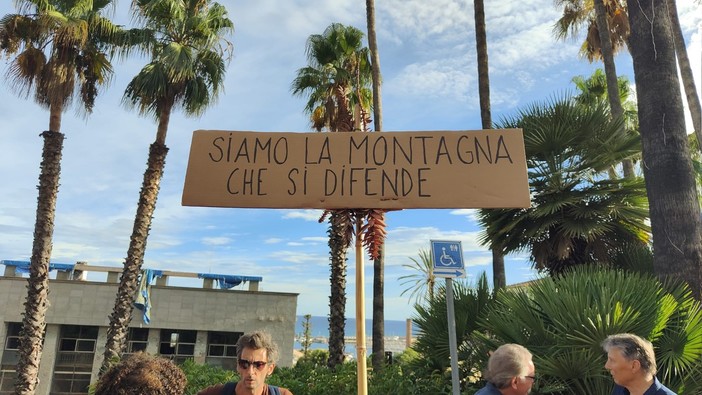 SiAMO LA MONTAGNA
CHE SI DIFENDE